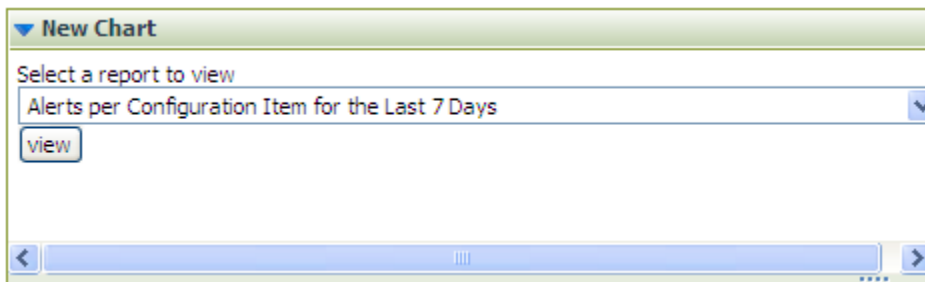 New Chart
Select a report to view
Alerts per Configuration Item for the Last 7 Days
view